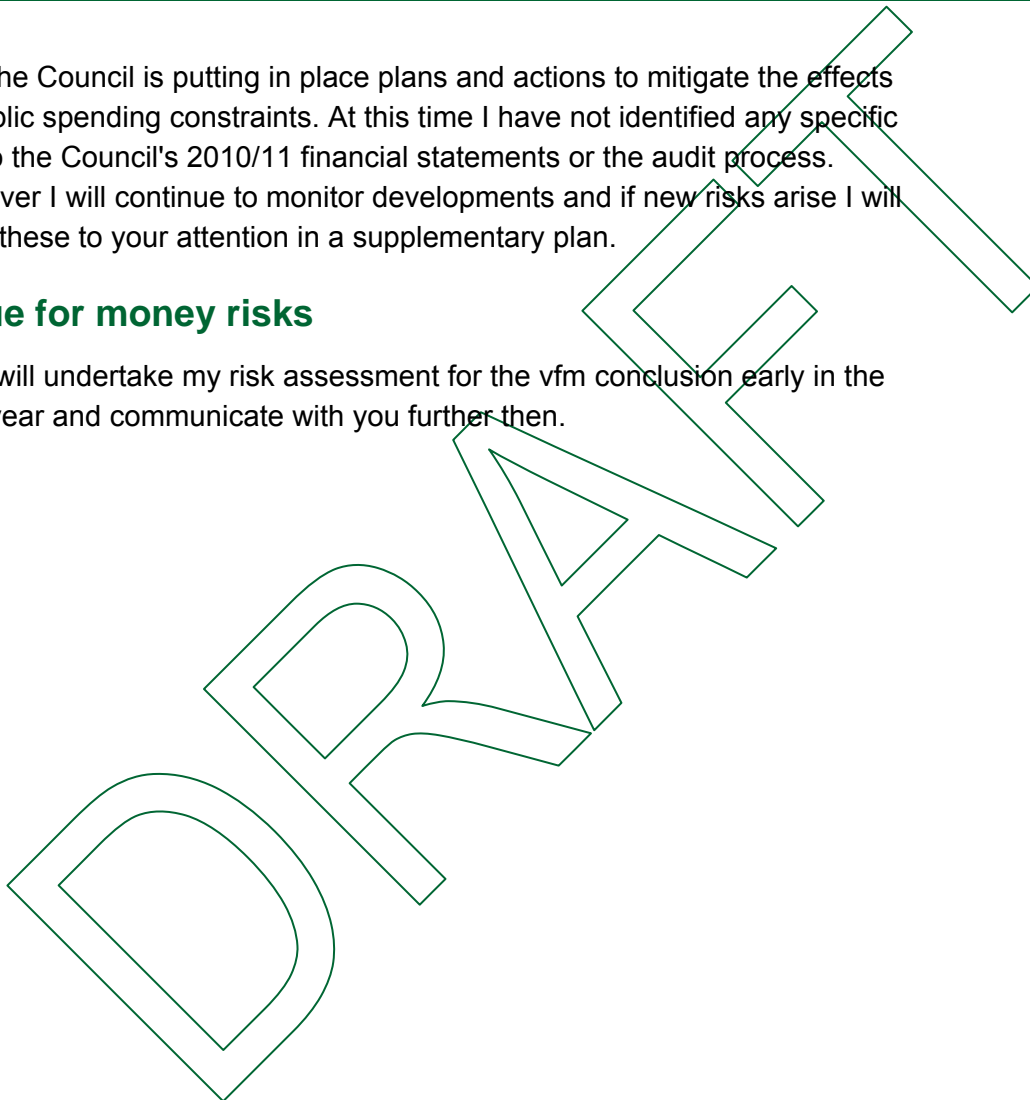 he Council is putting in place plans and actions to mitigate the effects
blic spending constraints. At this time I have not identified any specific
o the Council's 2010/11 financial statements or the audit process.
ver I will continue to monitor developments and if new risks arise I will
these to your attention in a supplementary plan.
ue for money risks
will undertake my risk assessment for the vfm conclusion early in the
year and communicate with you further then.
DRAFT